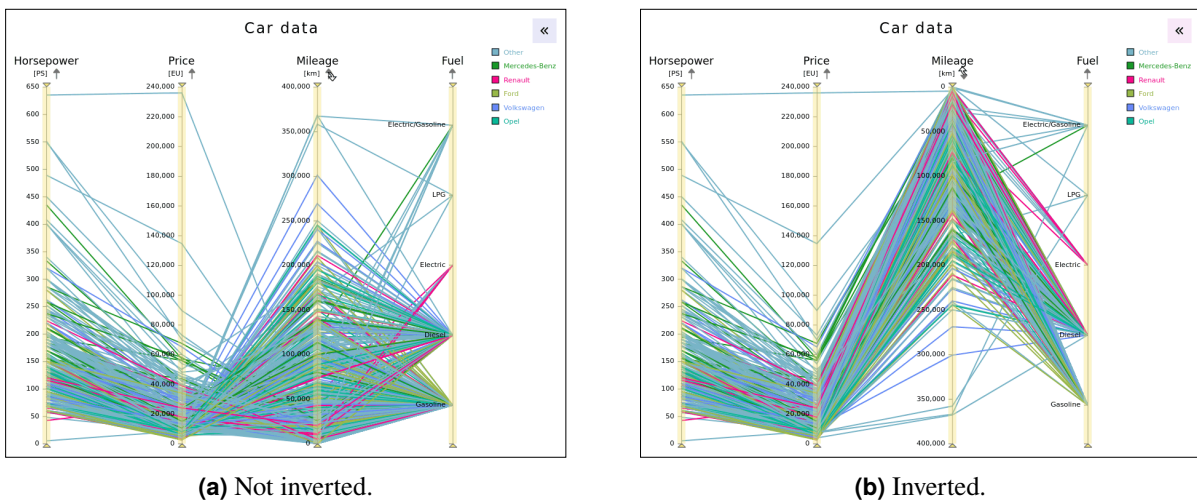 Car data
«
Horsepower Price Mileage Fuel
[PS] [EU] [km]
Other
Mercedes-Benz
Renault
Ford
Volkswagen
Opel
650
600
550
500
450
400
350
300
250
200
150
100
50
0
240,000
220,000
200,000
180,000
160,000
140,000
120,000
100,000
80,000
60,000
40,000
20,000
0
400,000
350,000
300,000
250,000
200,000
150,000
100,000
50,000
0
Electric/Gasoline
LPG
Electric
Diesel
Gasoline
(a) Not inverted.
Car data
«
Horsepower Price Mileage Fuel
[PS] [EU] [km]
Other
Mercedes-Benz
Renault
Ford
Volkswagen
Opel
650
600
550
500
450
400
350
300
250
200
150
100
50
0
240,000
220,000
200,000
180,000
160,000
140,000
120,000
100,000
80,000
60,000
40,000
20,000
0
0
50,000
100,000
150,000
200,000
250,000
300,000
350,000
400,000
Electric/Gasoline
LPG
Electric
Diesel
Gasoline
(b) Inverted.